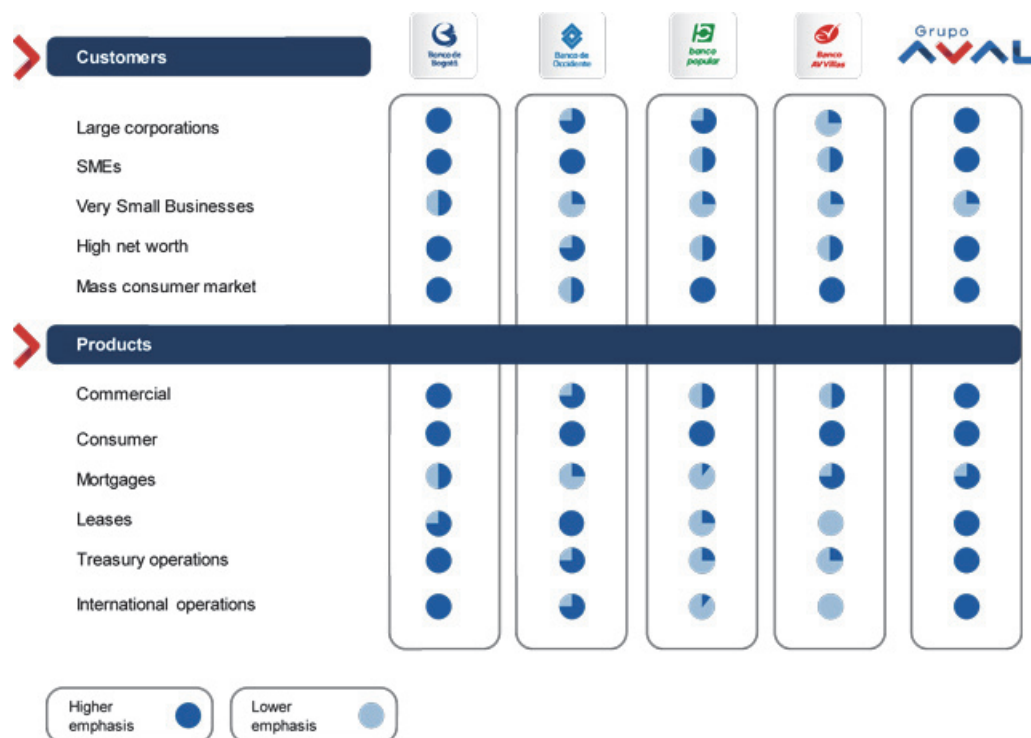 Customers
Banco de
Bogotá
Banco de
Occidente
banco
popular
Banco
AV Villas
Grupo
AVAL
Large corporations
SMEs
Very Small Businesses
High net worth
Mass consumer market
Products
Commercial
Consumer
Mortgages
Leases
Treasury operations
International operations
Higher
emphasis
Lower
emphasis